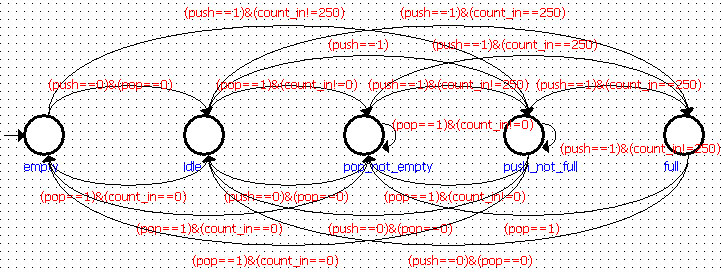 (push==1)&(count_in!=250)
(push==1)&(count_in==250)
(push==1)
(push==1)&(count_in==250)
(push==0)&(pop==0)
(pop==1)&(count_in!=0)
(push==1)&(count_in!=250)
(push==1)&(count_in==250)
(pop==1)&(count_in!=0)
(push==1)&(count_in!=250)
empty
idle
pop_not_empty
push_not_full
full
(pop==1)&(count_in==0)
(push==0)&(pop==0)
(pop==1)&(count_in!=0)
(pop==1)&(count_in==0)
(push==0)&(pop==0)
(pop==1)
(pop==1)&(count_in==0)
(push==0)&(pop==0)